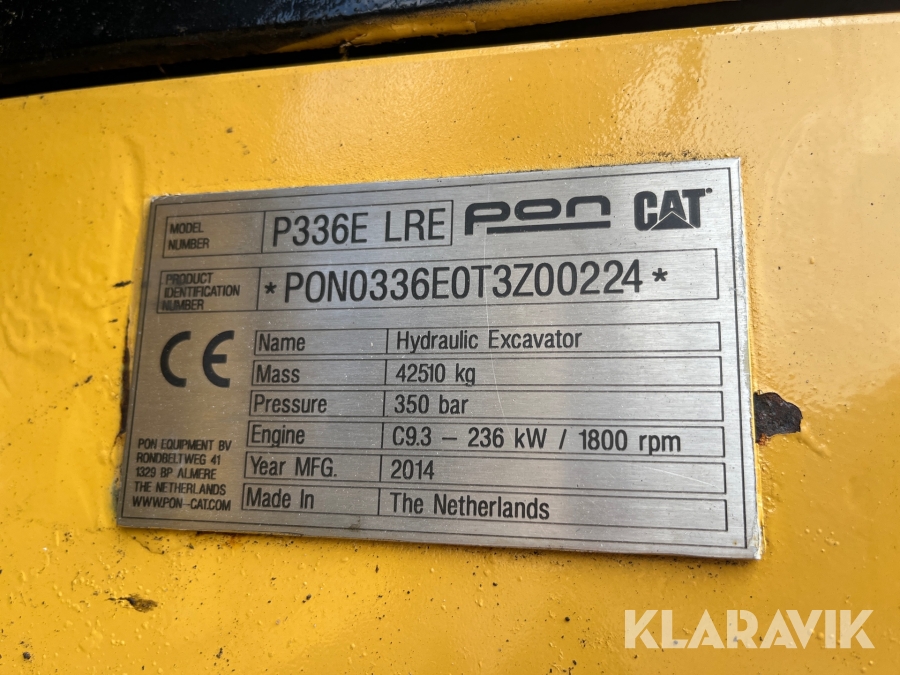 MODEL NUMBER P336E LRE PON CAT®
PRODUCT IDENTIFICATION NUMBER *PON0336E0T3Z00224*
CE
Name Hydraulic Excavator
Mass 42510 kg
Pressure 350 bar
Engine C9.3 - 236 kW / 1800 rpm
Year MFG. 2014
Made In The Netherlands
PON EQUIPMENT BV
RONDBELTWEG 41
1329 BP ALMERE
THE NETHERLANDS
WWW.PON-CAT.COM
KLARAVIK